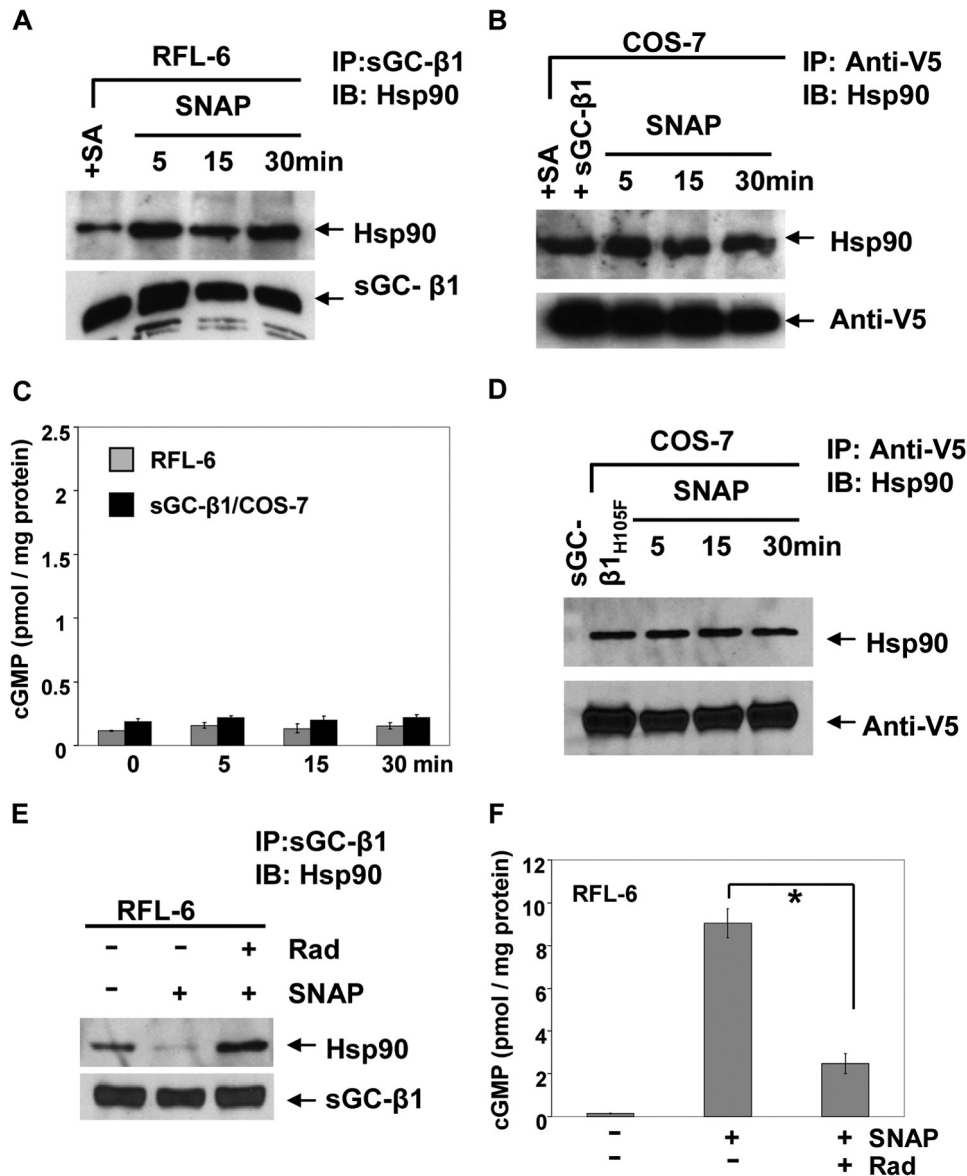 A
RFL-6
IP:sGC-β1
IB: Hsp90
+SA
SNAP
5 15 30min
Hsp90
sGC- β1
B
COS-7
IP: Anti-V5
IB: Hsp90
+SA
+ sGC-β1
SNAP
5 15 30min
Hsp90
Anti-V5
C
cGMP (pmol / mg protein)
2.5
2
1.5
1
0.5
0
RFL-6
sGC-β1/COS-7
0 5 15 30 min
D
COS-7
IP: Anti-V5
IB: Hsp90
sGC-
β1H105F
SNAP
5 15 30min
Hsp90
Anti-V5
E
IP:sGC-β1
IB: Hsp90
RFL-6
- - + Rad
- + + SNAP
Hsp90
sGC-β1
F
cGMP (pmol / mg protein)
12
10
8
6
4
2
0
RFL-6
*
- + + SNAP
- - + Rad